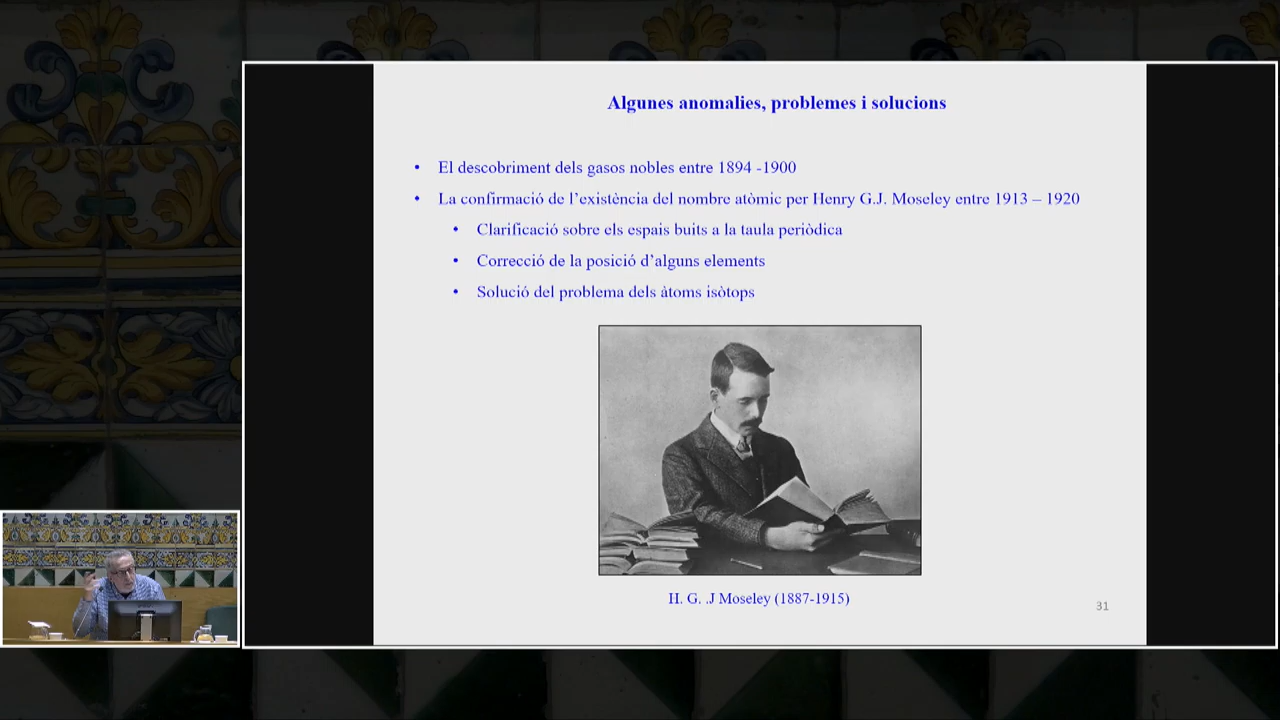 Algunes anomalies, problemes i solucions
• El descobriment dels gasos nobles entre 1894 -1900
• La confirmació de l’existència del nombre atòmic per Henry G.J. Moseley entre 1913 – 1920
• Clarificació sobre els espais buits a la taula periòdica
• Correcció de la posició d’alguns elements
• Solució del problema dels àtoms isòtops
H. G. .J Moseley (1887-1915)
31